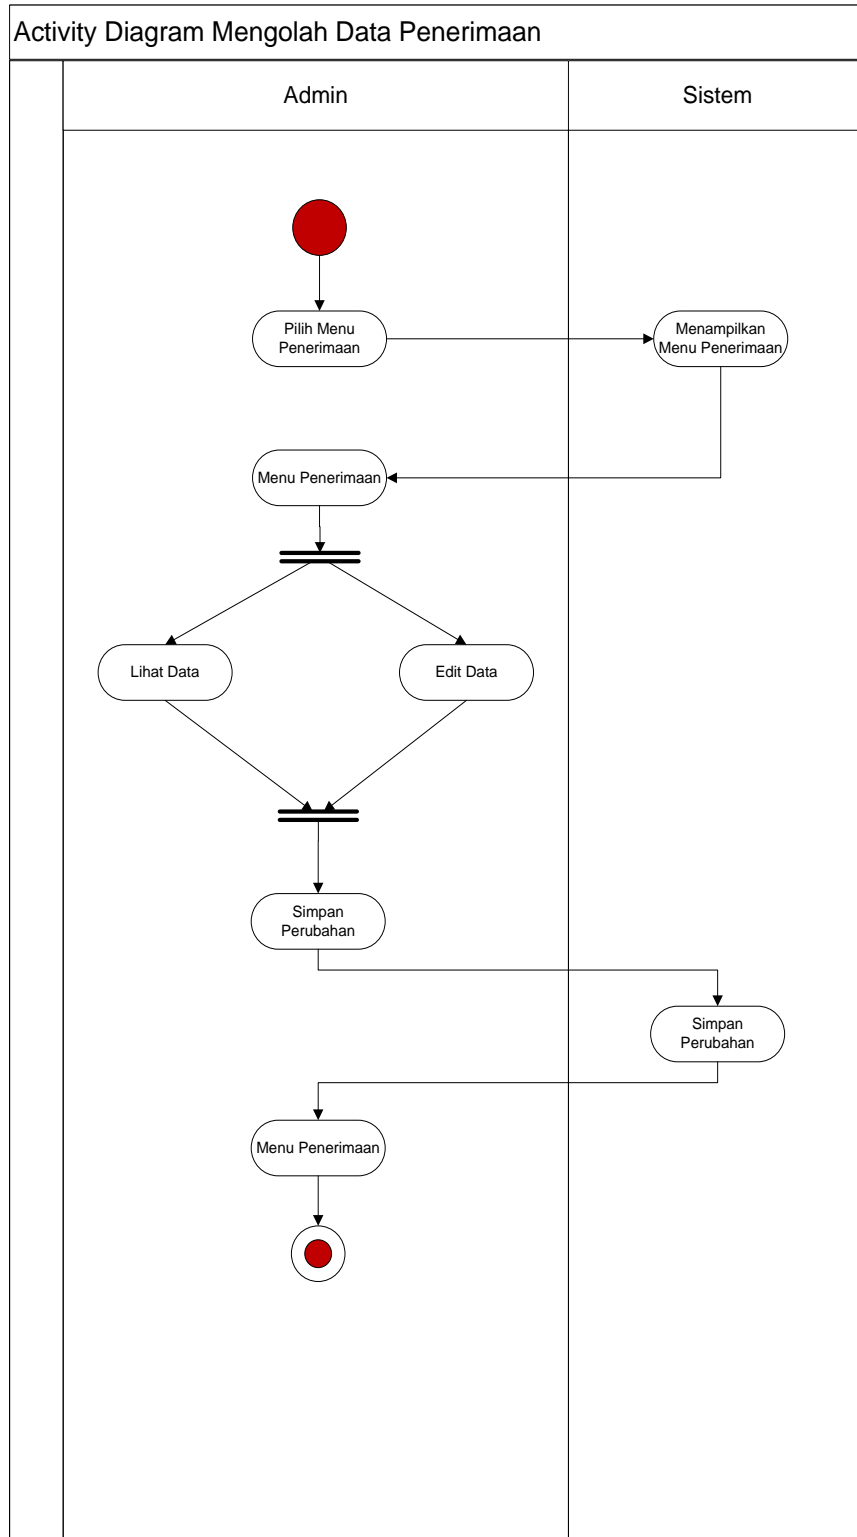 Activity Diagram Mengolah Data Penerimaan
Admin
Sistem
Pilih Menu
Penerimaan
Menampilkan
Menu Penerimaan
Menu Penerimaan
Lihat Data
Edit Data
Simpan
Perubahan
Simpan
Perubahan
Menu Penerimaan